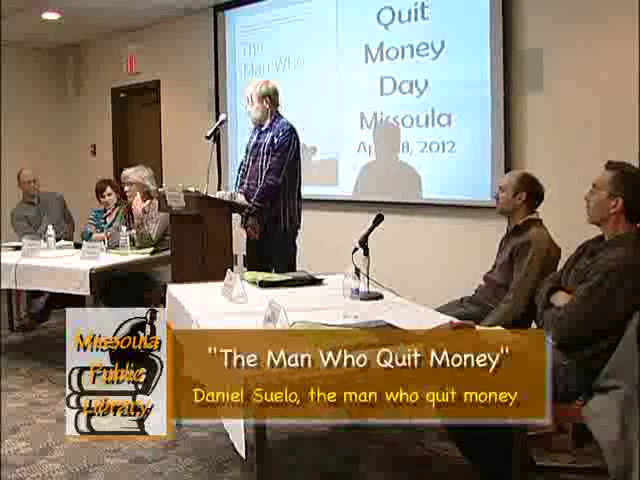 The
Man Who
Quit
Money
Day
Missoula
2012
Missoula
Public
Library
"The Man Who Quit Money"
Daniel Suelo, the man who quit money